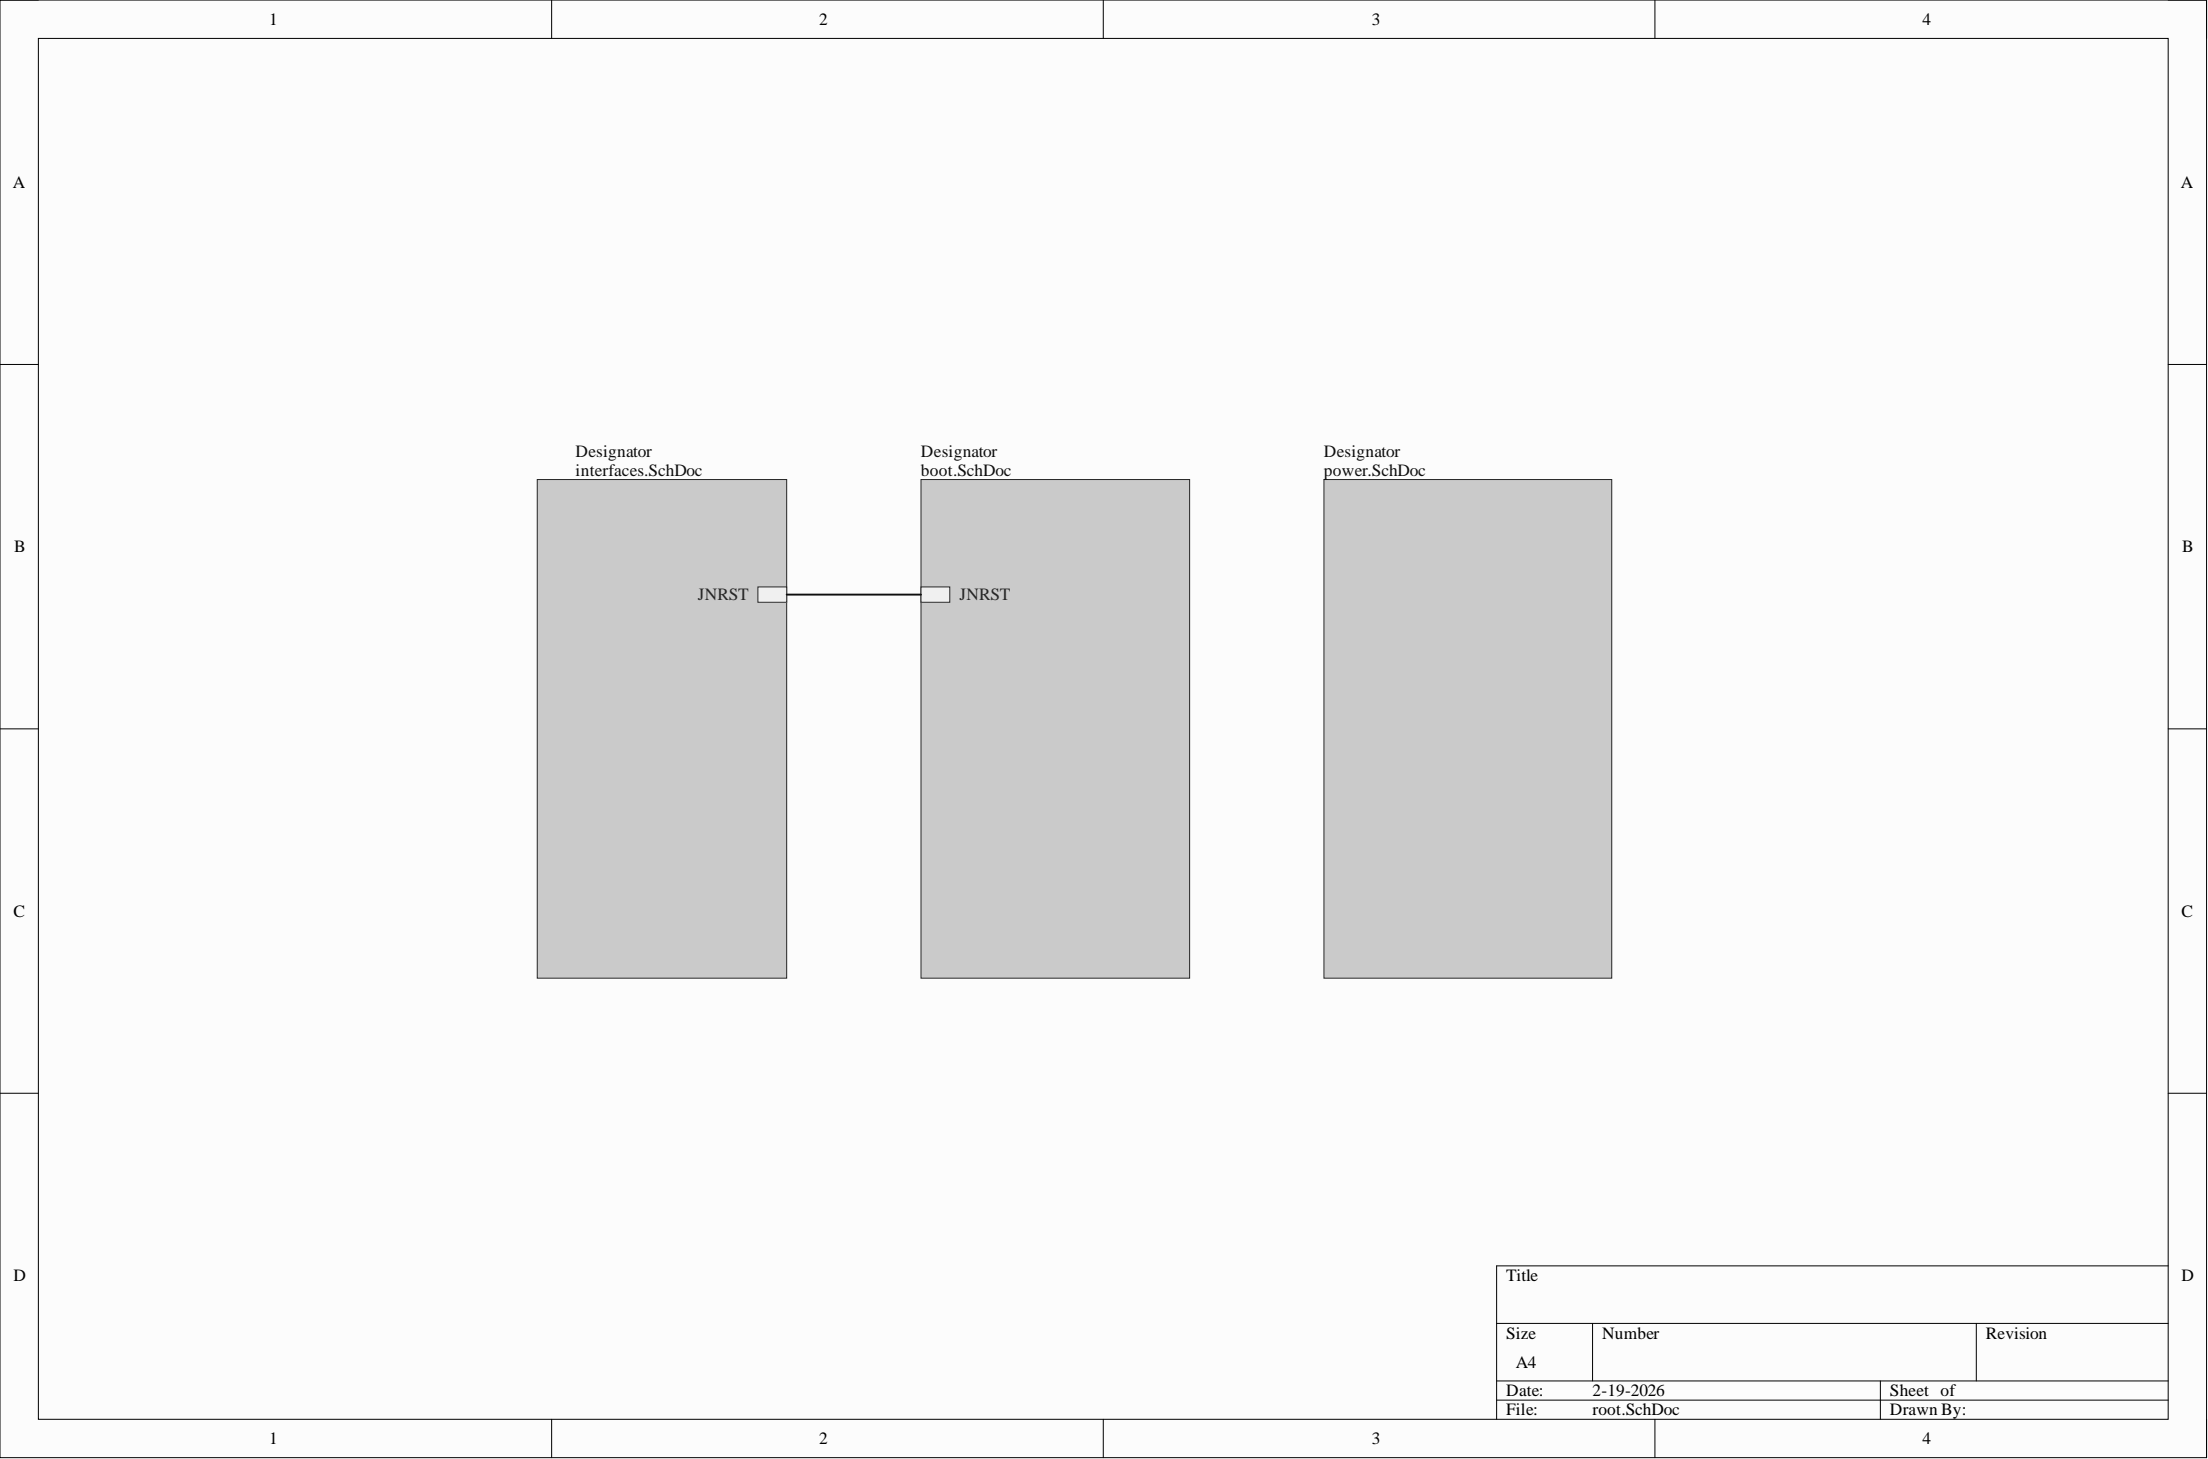 1 2 3 4
A A
Designator Designator Designator
interfaces.SchDoc boot.SchDoc power.SchDoc
B B
JNRST JNRST
C C
D D
Title
Size Number Revision
A4
Date: 2-19-2026 Sheet of
File: root.SchDoc Drawn By:
1 2 3 4